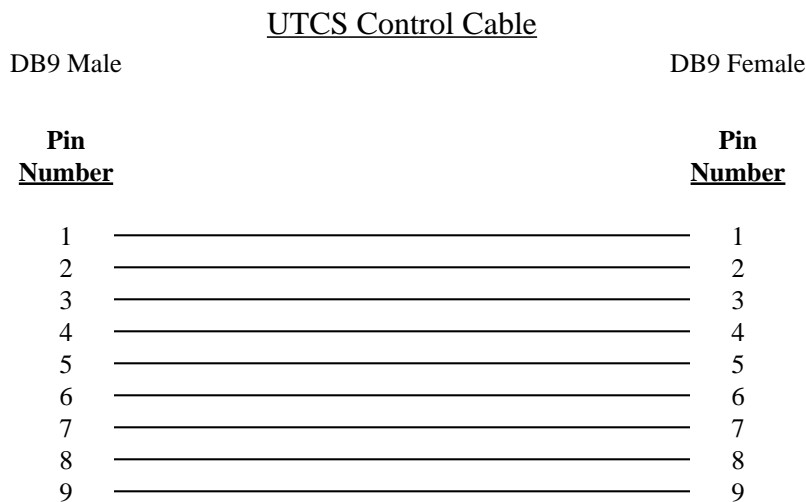 UTCS Control Cable
DB9 Male DB9 Female
Pin Pin
Number Number
1 1
2 2
3 3
4 4
5 5
6 6
7 7
8 8
9 9